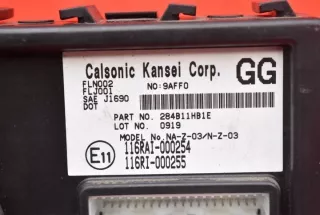 Calsonic Kansei Corp. GG
FLN002
FLJ001
NO:9AFF0
SAE J1690
DOT
PART NO. 284B11HB1E
LOT NO. 0919
MODEL No.NA-Z-03/N-Z-03
E11
116RAI-000254
116RI-000255